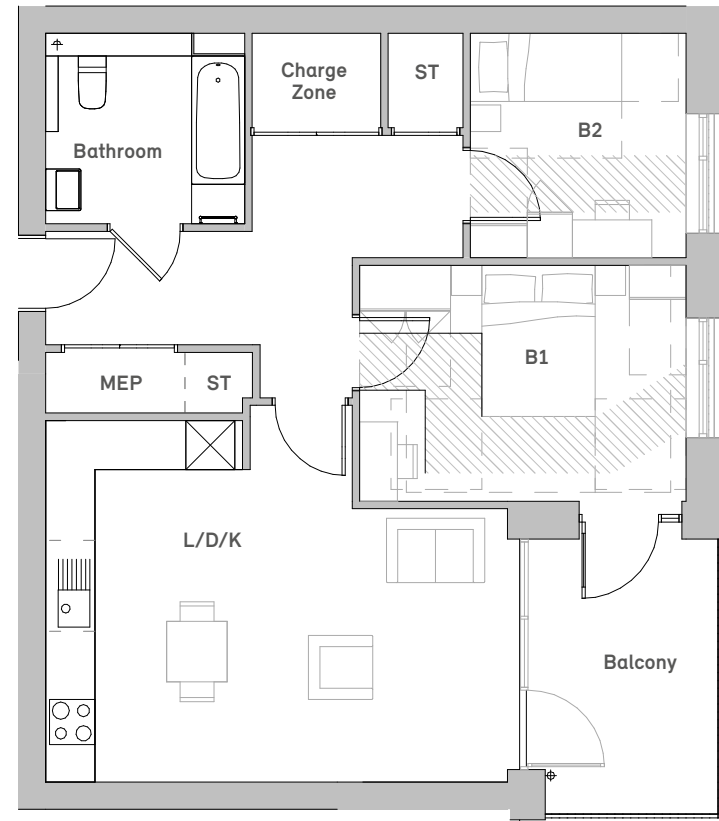 Charge
Zone
ST
B2
Bathroom
B1
MEP
ST
L/D/K
Balcony